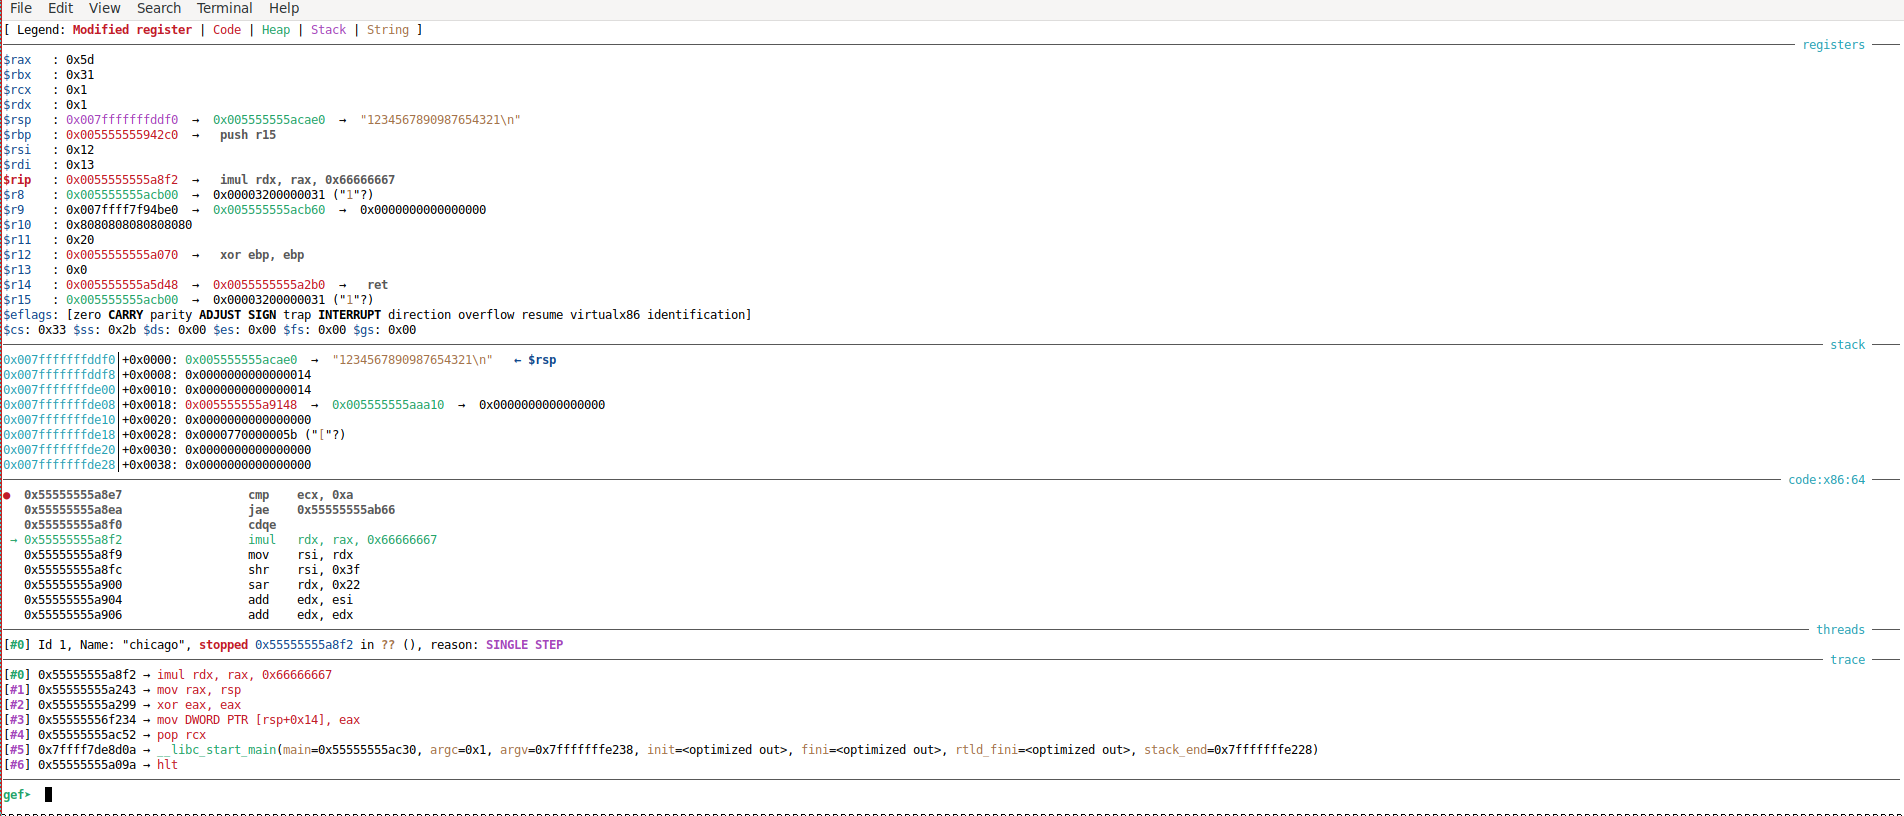 File Edit View Search Terminal Help
[ Legend: Modified register | Code | Heap | Stack | String ]
registers
$rax   : 0x5d
$rbx   : 0x31
$rcx   : 0x1
$rdx   : 0x1
$rsp   : 0x007fffffffddf0  →  0x005555555acae0  →  "1234567890987654321\n"
$rbp   : 0x005555555942c0  →   push r15
$rsi   : 0x12
$rdi   : 0x13
$rip   : 0x0055555555a8f2  →   imul rdx, rax, 0x66666667
$r8    : 0x005555555acb00  →  0x00003200000031 ("1"?)
$r9    : 0x007ffff7f94be0  →  0x005555555acb60  →  0x0000000000000000
$r10   : 0x8080808080808080
$r11   : 0x20
$r12   : 0x0055555555a070  →   xor ebp, ebp
$r13   : 0x0
$r14   : 0x005555555a5d48  →  0x0055555555a2b0  →   ret
$r15   : 0x005555555acb00  →  0x00003200000031 ("1"?)
$eflags: [zero CARRY parity ADJUST SIGN trap INTERRUPT direction overflow resume virtualx86 identification]
$cs: 0x33 $ss: 0x2b $ds: 0x00 $es: 0x00 $fs: 0x00 $gs: 0x00
stack
0x007fffffffddf0│+0x0000: 0x005555555acae0  →  "1234567890987654321\n"   ← $rsp
0x007fffffffddf8│+0x0008: 0x0000000000000014
0x007fffffffde00│+0x0010: 0x0000000000000014
0x007fffffffde08│+0x0018: 0x005555555a9148  →  0x005555555aaa10  →  0x0000000000000000
0x007fffffffde10│+0x0020: 0x0000000000000000
0x007fffffffde18│+0x0028: 0x0000770000005b ("["?)
0x007fffffffde20│+0x0030: 0x0000000000000000
0x007fffffffde28│+0x0038: 0x0000000000000000
code:x86:64
●  0x55555555a8e7                  cmp    ecx, 0xa
   0x55555555a8ea                  jae    0x55555555ab66
   0x55555555a8f0                  cdqe
 → 0x55555555a8f2                  imul   rdx, rax, 0x66666667
   0x55555555a8f9                  mov    rsi, rdx
   0x55555555a8fc                  shr    rsi, 0x3f
   0x55555555a900                  sar    rdx, 0x22
   0x55555555a904                  add    edx, esi
   0x55555555a906                  add    edx, edx
threads
[#0] Id 1, Name: "chicago", stopped 0x55555555a8f2 in ?? (), reason: SINGLE STEP
trace
[#0] 0x55555555a8f2 → imul rdx, rax, 0x66666667
[#1] 0x55555555a243 → mov rax, rsp
[#2] 0x55555555a299 → xor eax, eax
[#3] 0x55555556f234 → mov DWORD PTR [rsp+0x14], eax
[#4] 0x55555555ac52 → pop rcx
[#5] 0x7ffff7de8d0a → __libc_start_main(main=0x55555555ac30, argc=0x1, argv=0x7fffffffe238, init=<optimized out>, fini=<optimized out>, rtld_fini=<optimized out>, stack_end=0x7fffffffe228)
[#6] 0x55555555a09a → hlt
gef➤